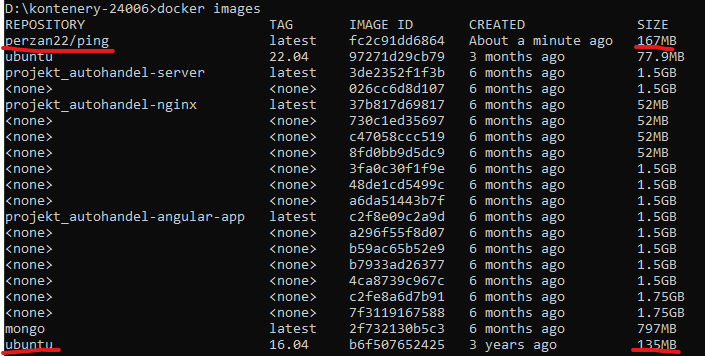 D:\kontenery-24006>docker images
REPOSITORY TAG IMAGE ID CREATED SIZE
perzan22/ping latest fc2c91dd6864 About a minute ago 167MB
ubuntu 22.04 97271d29cb79 3 months ago 77.9MB
projekt_autohandel-server latest 3de2352f1f3b 6 months ago 1.5GB
<none> <none> 026cc6d8d107 6 months ago 1.5GB
projekt_autohandel-nginx latest 37b817d69817 6 months ago 52MB
<none> <none> 730c1ed35697 6 months ago 52MB
<none> <none> c47058ccc519 6 months ago 52MB
<none> <none> 8fd0bb9d5dc9 6 months ago 52MB
<none> <none> 3fa0c30f1f9e 6 months ago 1.5GB
<none> <none> 48de1cd5499c 6 months ago 1.5GB
<none> <none> a6da51443b7f 6 months ago 1.5GB
projekt_autohandel-angular-app latest c2f8e09c2a9d 6 months ago 1.5GB
<none> <none> a296f55f8d07 6 months ago 1.5GB
<none> <none> b59ac65b52e9 6 months ago 1.5GB
<none> <none> b7933ad26377 6 months ago 1.5GB
<none> <none> 4ca8739c967c 6 months ago 1.5GB
<none> <none> c2fe8a6d7b91 6 months ago 1.75GB
<none> <none> 7f3119167588 6 months ago 1.75GB
mongo latest 2f732130b5c3 6 months ago 797MB
ubuntu 16.04 b6f507652425 3 years ago 135MB